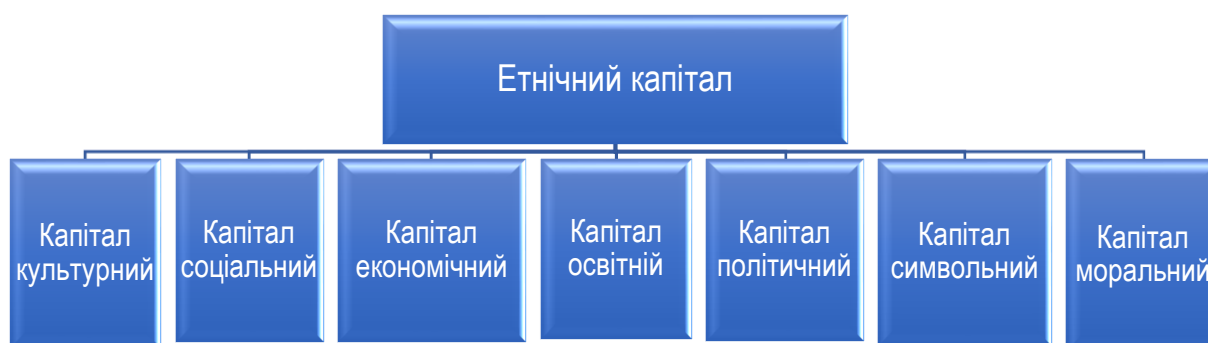 Етнічний капітал
Капітал
культурний
Капітал
соціальний
Капітал
економічний
Капітал
освітній
Капітал
політичний
Капітал
символьний
Капітал
моральний